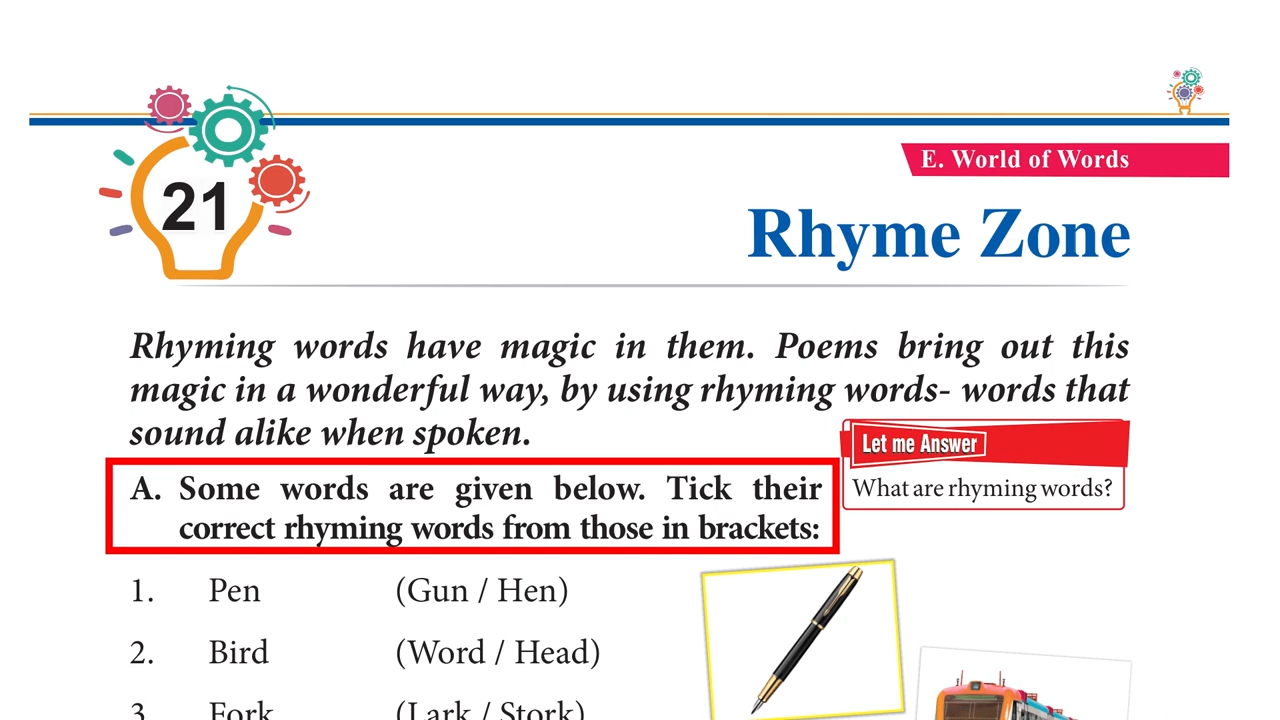 E. World of Words
21
Rhyme Zone
Rhyming words have magic in them. Poems bring out this
magic in a wonderful way, by using rhyming words- words that
sound alike when spoken.
Let me Answer
What are rhyming words?
A. Some words are given below. Tick their
correct rhyming words from those in brackets:
1. Pen (Gun / Hen)
2. Bird (Word / Head)
3. Fork (Lark / Stork)